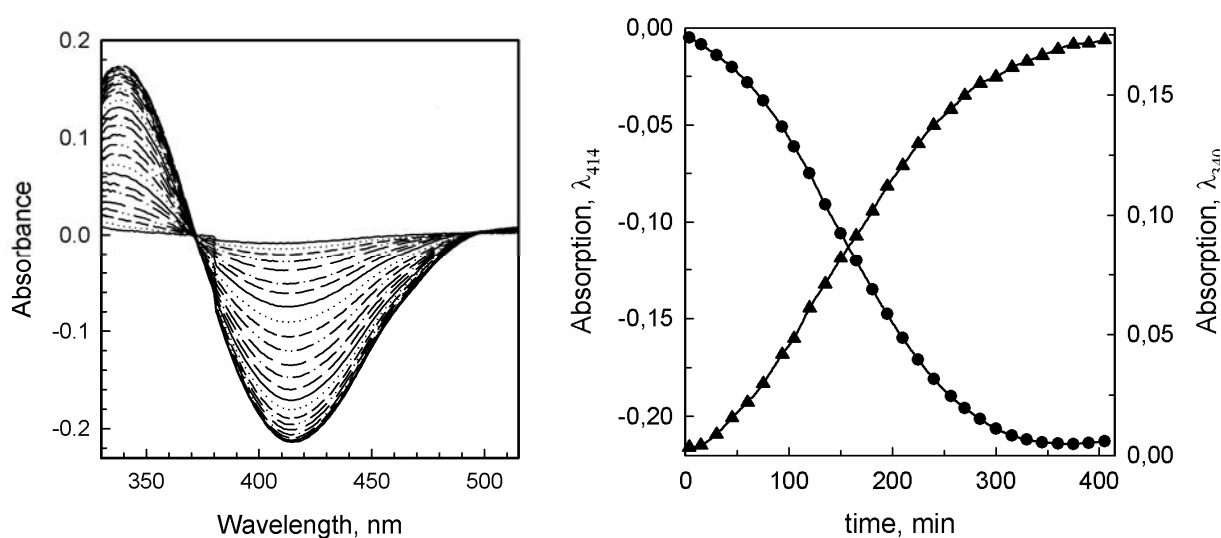 0.2
0.1
0.0
-0.1
-0.2
Absorbance
350 400 450 500
Wavelength, nm
0,00
-0,05
-0,10
-0,15
-0,20
Absorption, λ414
0,15
0,10
0,05
0,00
Absorption, λ340
0 100 200 300 400
time, min